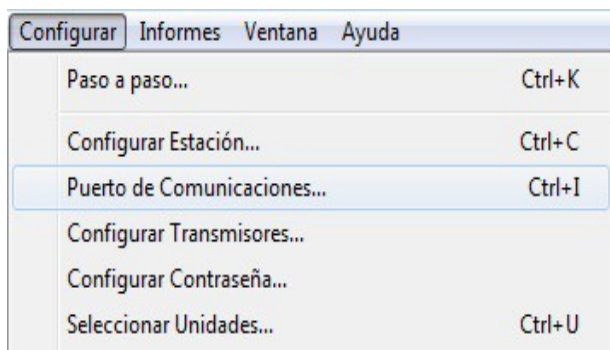 Configurar Informes Ventana Ayuda
Paso a paso... Ctrl+K
Configurar Estación... Ctrl+C
Puerto de Comunicaciones... Ctrl+I
Configurar Transmisores...
Configurar Contraseña...
Seleccionar Unidades... Ctrl+U